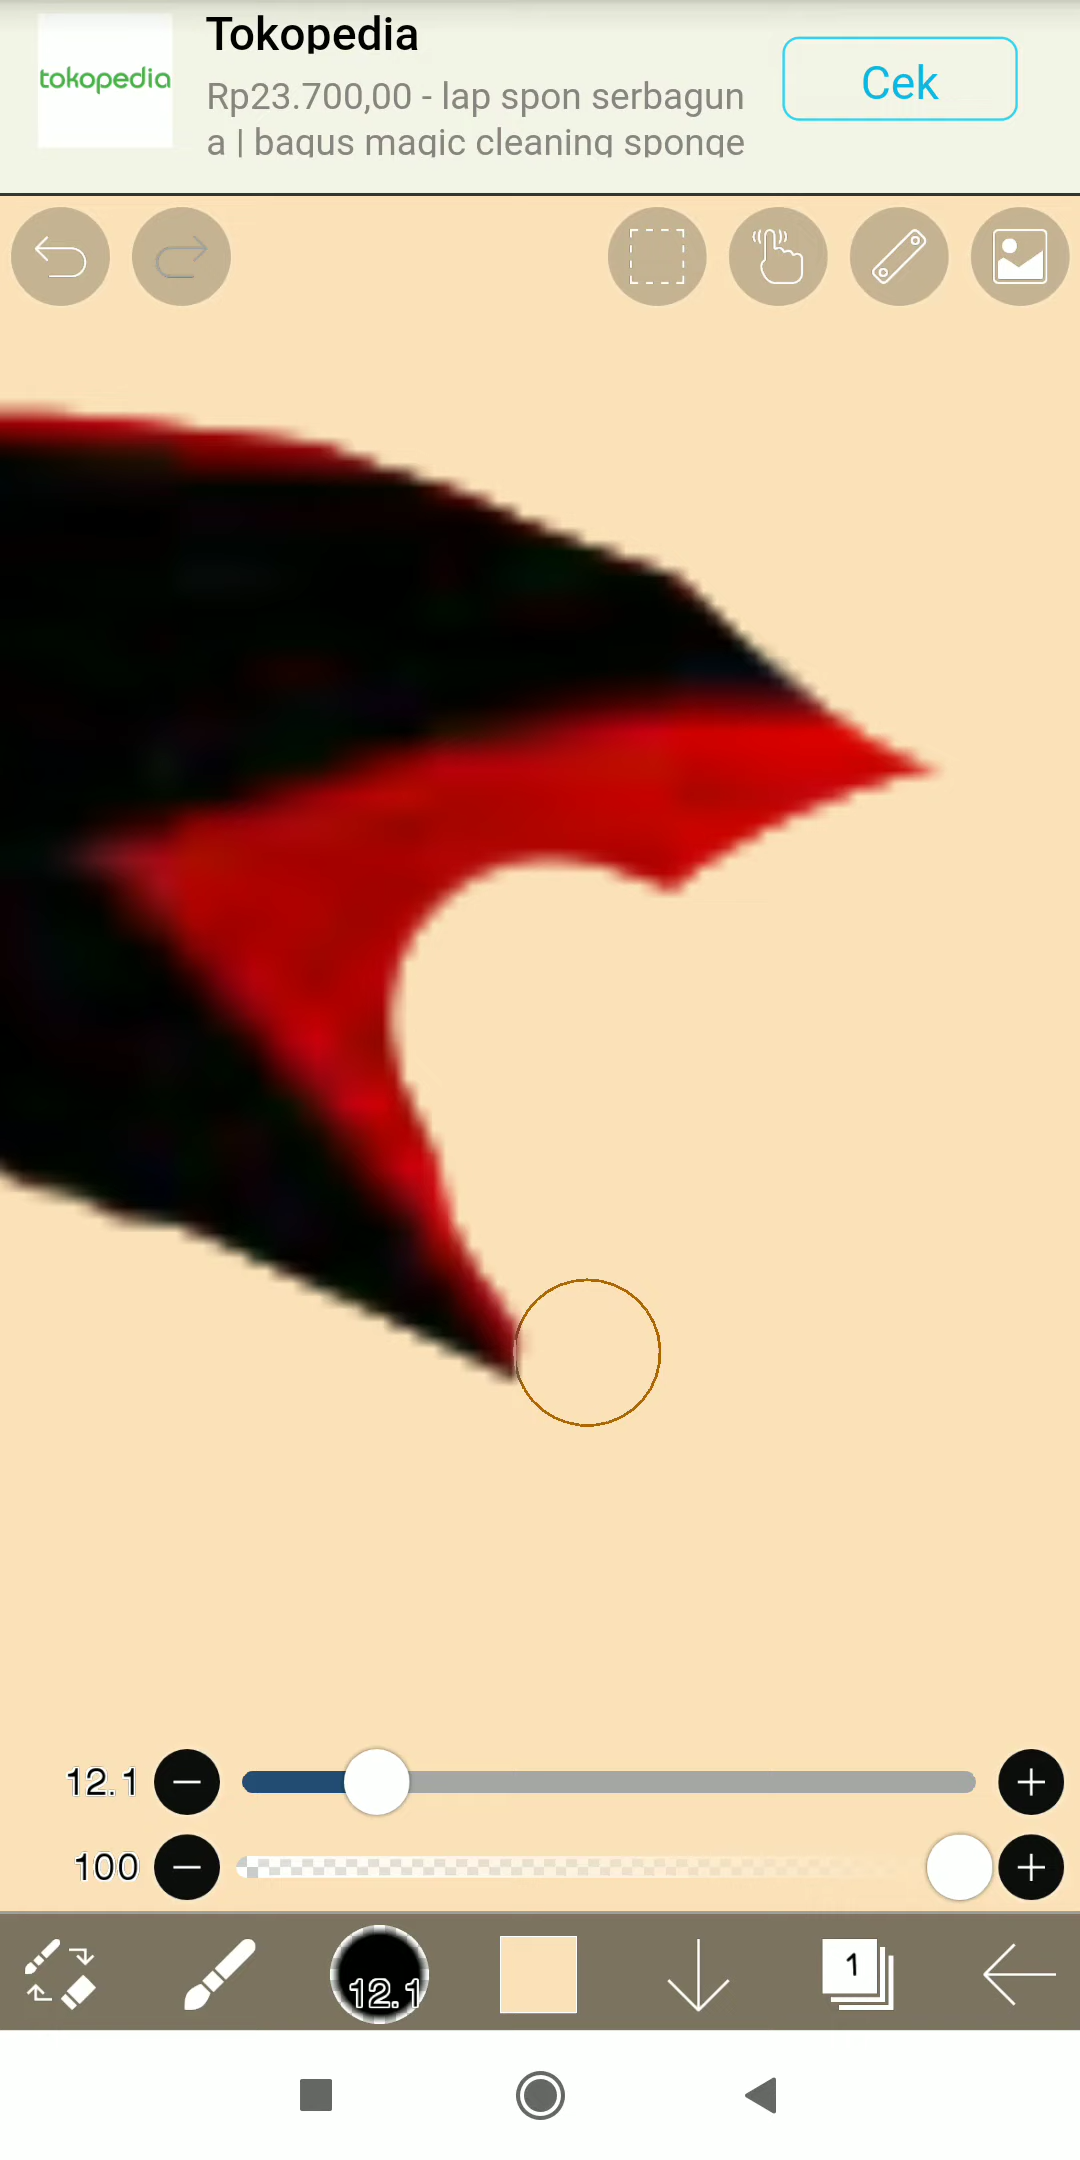 tokopedia
Tokopedia
Rp23.700,00 - lap spon serbagun
a | bagus magic cleaning sponge
Cek
12.1
100
12.1
1